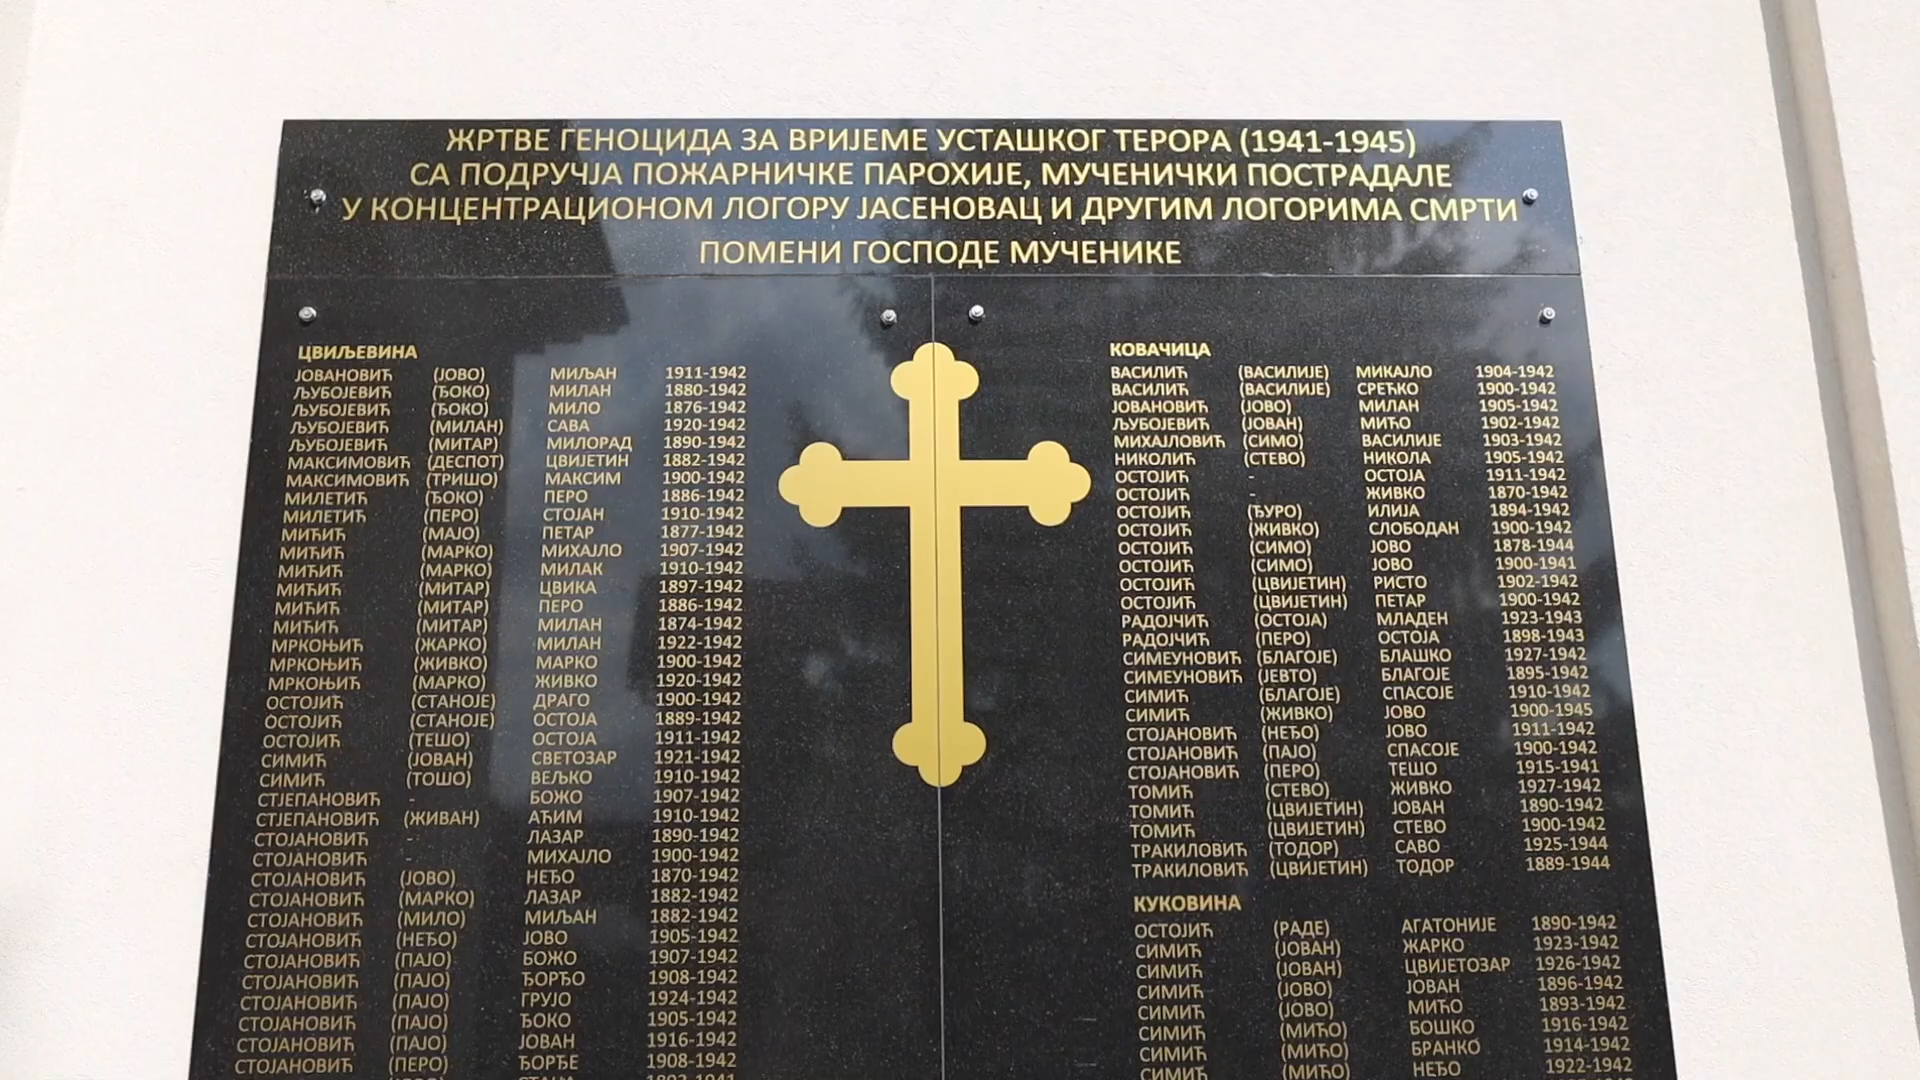 ЖРТВЕ ГЕНОЦИДА ЗА ВРИЈЕМЕ УСТАШКОГ ТЕРОРА (1941-1945)
СА ПОДРУЧЈА ПОЖАРНИЧКЕ ПАРОХИЈЕ, МУЧЕНИЧКИ ПОСТРАДАЛЕ
У КОНЦЕНТРАЦИОНОМ ЛОГОРУ ЈАСЕНОВАЦ И ДРУГИМ ЛОГОРИМА СМРТИ
ПОМЕНИ ГОСПОДЕ МУЧЕНИКЕ
ЦВИЉЕВИНА
ЈОВАНОВИЋ (ЈОВО) МИЉАН 1911-1942
ЉУБОЈЕВИЋ (ЂОКО) МИЛАН 1880-1942
ЉУБОЈЕВИЋ (ЂОКО) МИЛО 1876-1942
ЉУБОЈЕВИЋ (МИЛАН) САВА 1920-1942
ЉУБОЈЕВИЋ (МИТАР) МИЛОРАД 1890-1942
МАКСИМОВИЋ (ДЕСПОТ) ЦВИЈЕТИН 1882-1942
МАКСИМОВИЋ (ТРИШО) МАКСИМ 1900-1942
МИЛЕТИЋ (ЂОКО) ПЕРО 1886-1942
МИЛЕТИЋ (ПЕРО) СТОЈАН 1910-1942
МИЋИЋ (МАЈО) ПЕТАР 1877-1942
МИЋИЋ (МАРКО) МИХАЈЛО 1907-1942
МИЋИЋ (МАРКО) МИЛАК 1910-1942
МИЋИЋ (МИТАР) ЦВИКА 1897-1942
МИЋИЋ (МИТАР) ПЕРО 1886-1942
МИЋИЋ (МИТАР) МИЛАН 1874-1942
МРКОЊИЋ (ЖАРКО) МИЛАН 1922-1942
МРКОЊИЋ (ЖИВКО) МАРКО 1900-1942
МРКОЊИЋ (МАРКО) ЖИВКО 1920-1942
ОСТОЈИЋ (СТАНОЈЕ) ДРАГО 1900-1942
ОСТОЈИЋ (СТАНОЈЕ) ОСТОЈА 1889-1942
ОСТОЈИЋ (ТЕШО) ОСТОЈА 1911-1942
СИМИЋ (ЈОВАН) СВЕТОЗАР 1921-1942
СИМИЋ (ТОШО) ВЕЉКО 1910-1942
СТЈЕПАНОВИЋ - БОЖО 1907-1942
СТЈЕПАНОВИЋ (ЖИВАН) АЋИМ 1910-1942
СТОЈАНОВИЋ - ЛАЗАР 1890-1942
СТОЈАНОВИЋ - МИХАЈЛО 1900-1942
СТОЈАНОВИЋ (ЈОВО) НЕЂО 1870-1942
СТОЈАНОВИЋ (МАРКО) ЛАЗАР 1882-1942
СТОЈАНОВИЋ (МИЛО) МИЉАН 1882-1942
СТОЈАНОВИЋ (НЕЂО) ЈОВО 1905-1942
СТОЈАНОВИЋ (ПАЈО) БОЖО 1907-1942
СТОЈАНОВИЋ (ПАЈО) ЂОРЂО 1908-1942
СТОЈАНОВИЋ (ПАЈО) ГРУЈО 1924-1942
СТОЈАНОВИЋ (ПАЈО) ЂОКО 1905-1942
СТОЈАНОВИЋ (ПАЈО) ЈОВАН 1916-1942
СТОЈАНОВИЋ (ПЕРО) ЂОРЂЕ 1908-1942
КОВАЧИЦА
ВАСИЛИЋ (ВАСИЛИЈЕ) МИКАЈЛО 1904-1942
ВАСИЛИЋ (ВАСИЛИЈЕ) СРЕЋКО 1900-1942
ЈОВАНОВИЋ (ЈОВО) МИЛАН 1905-1942
ЉУБОЈЕВИЋ (ЈОВАН) МИЋО 1902-1942
МИХАЈЛОВИЋ (СИМО) ВАСИЛИЈЕ 1903-1942
НИКОЛИЋ (СТЕВО) НИКОЛА 1905-1942
ОСТОЈИЋ - ОСТОЈА 1911-1942
ОСТОЈИЋ - ЖИВКО 1870-1942
ОСТОЈИЋ (ЂУРО) ИЛИЈА 1894-1942
ОСТОЈИЋ (ЖИВКО) СЛОБОДАН 1900-1942
ОСТОЈИЋ (СИМО) ЈОВО 1878-1944
ОСТОЈИЋ (СИМО) ЈОВО 1900-1941
ОСТОЈИЋ (ЦВИЈЕТИН) РИСТО 1902-1942
ОСТОЈИЋ (ЦВИЈЕТИН) ПЕТАР 1900-1942
РАДОЈЧИЋ (ОСТОЈА) МЛАДЕН 1923-1943
РАДОЈЧИЋ (ПЕРО) ОСТОЈА 1898-1943
СИМЕУНОВИЋ (БЛАГОЈЕ) БЛАШКО 1927-1942
СИМЕУНОВИЋ (ЈЕВТО) БЛАГОЈЕ 1895-1942
СИМИЋ (БЛАГОЈЕ) СПАСОЈЕ 1910-1942
СИМИЋ (ЖИВКО) ЈОВО 1900-1945
СТОЈАНОВИЋ (НЕЂО) ЈОВО 1911-1942
СТОЈАНОВИЋ (ПАЈО) СПАСОЈЕ 1900-1942
СТОЈАНОВИЋ (ПЕРО) ТЕШО 1915-1941
ТОМИЋ (СТЕВО) ЖИВКО 1927-1942
ТОМИЋ (ЦВИЈЕТИН) ЈОВАН 1890-1942
ТОМИЋ (ЦВИЈЕТИН) СТЕВО 1900-1942
ТРАКИЛОВИЋ (ТОДОР) САВО 1925-1944
ТРАКИЛОВИЋ (ЦВИЈЕТИН) ТОДОР 1889-1944
КУКОВИНА
ОСТОЈИЋ (РАДЕ) АГАТОНИЈЕ 1890-1942
СИМИЋ (ЈОВАН) ЖАРКО 1923-1942
СИМИЋ (ЈОВАН) ЦВИЈЕТОЗАР 1926-1942
СИМИЋ (ЈОВО) ЈОВАН 1896-1942
СИМИЋ (ЈОВО) МИЋО 1893-1942
СИМИЋ (МИЋО) БОШКО 1916-1942
СИМИЋ (МИЋО) БРАНКО 1914-1942
СИМИЋ (МИЋО) НЕЂО 1922-1942